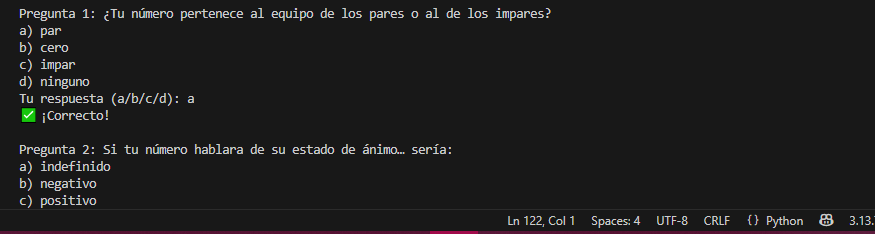 Pregunta 1: ¿Tu número pertenece al equipo de los pares o al de los impares?
a) par
b) cero
c) impar
d) ninguno
Tu respuesta (a/b/c/d): a
✅ ¡Correcto!
Pregunta 2: Si tu número hablara de su estado de ánimo… sería:
a) indefinido
b) negativo
c) positivo
Ln 122, Col 1 Spaces: 4 UTF-8 CRLF {} Python 3.13.